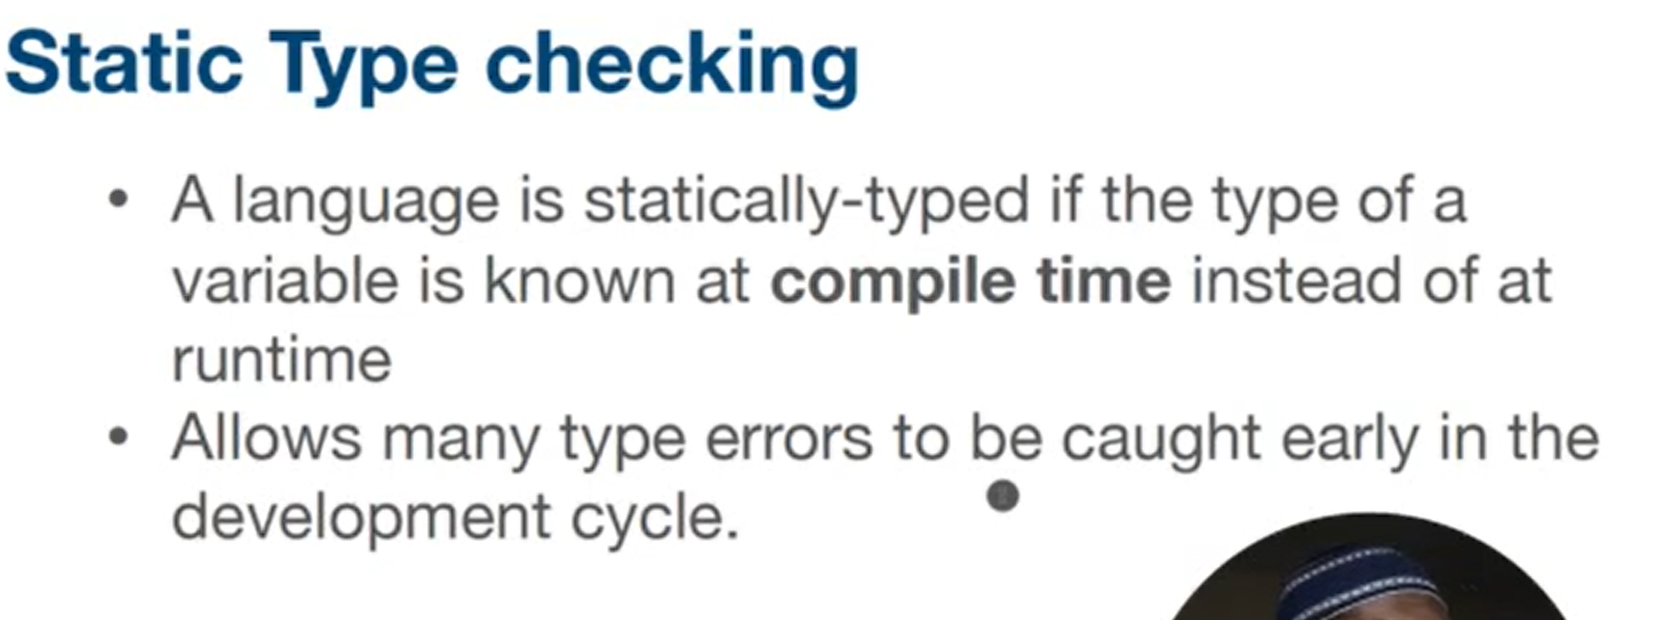 Static Type checking
• A language is statically-typed if the type of a
variable is known at compile time instead of at
runtime
• Allows many type errors to be caught early in the
development cycle.